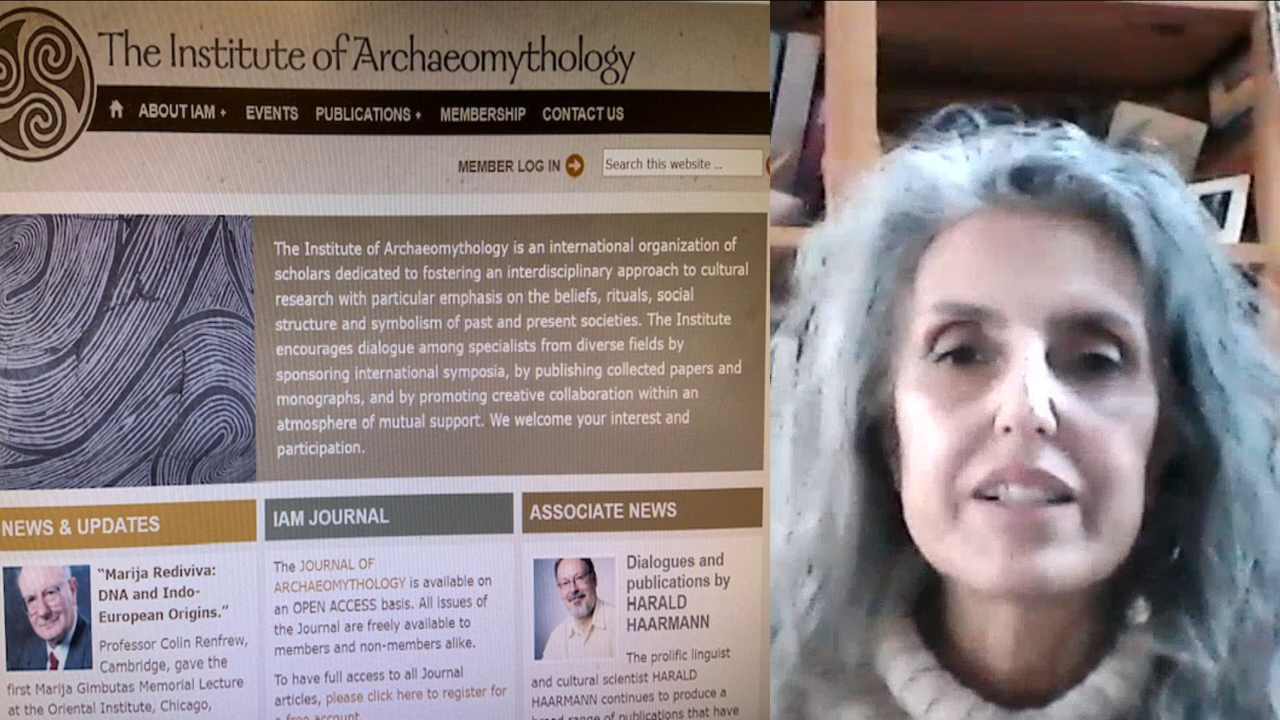 The Institute of Archaeomythology
ABOUT IAM + EVENTS PUBLICATIONS + MEMBERSHIP CONTACT US
MEMBER LOG IN Search this website ...
The Institute of Archaeomythology is an international organization of
scholars dedicated to fostering an interdisciplinary approach to cultural
research with particular emphasis on the beliefs, rituals, social
structure and symbolism of past and present societies. The Institute
encourages dialogue among specialists from diverse fields by
sponsoring international symposia, by publishing collected papers and
monographs, and by promoting creative collaboration within an
atmosphere of mutual support. We welcome your interest and
participation.
NEWS & UPDATES
"Marija Rediviva:
DNA and Indo-
European Origins."
Professor Colin Renfrew,
Cambridge, gave the
first Marija Gimbutas Memorial Lecture
at the Oriental Institute, Chicago,
IAM JOURNAL
The JOURNAL OF
ARCHAEOMYTHOLOGY is available on
an OPEN ACCESS basis. All issues of
the Journal are freely available to
members and non-members alike.
To have full access to all Journal
articles, please click here to register for
a free account
ASSOCIATE NEWS
Dialogues and
publications by
HARALD
HAARMANN
The prolific linguist
and cultural scientist HARALD
HAARMANN continues to produce a
broad range of publications that have